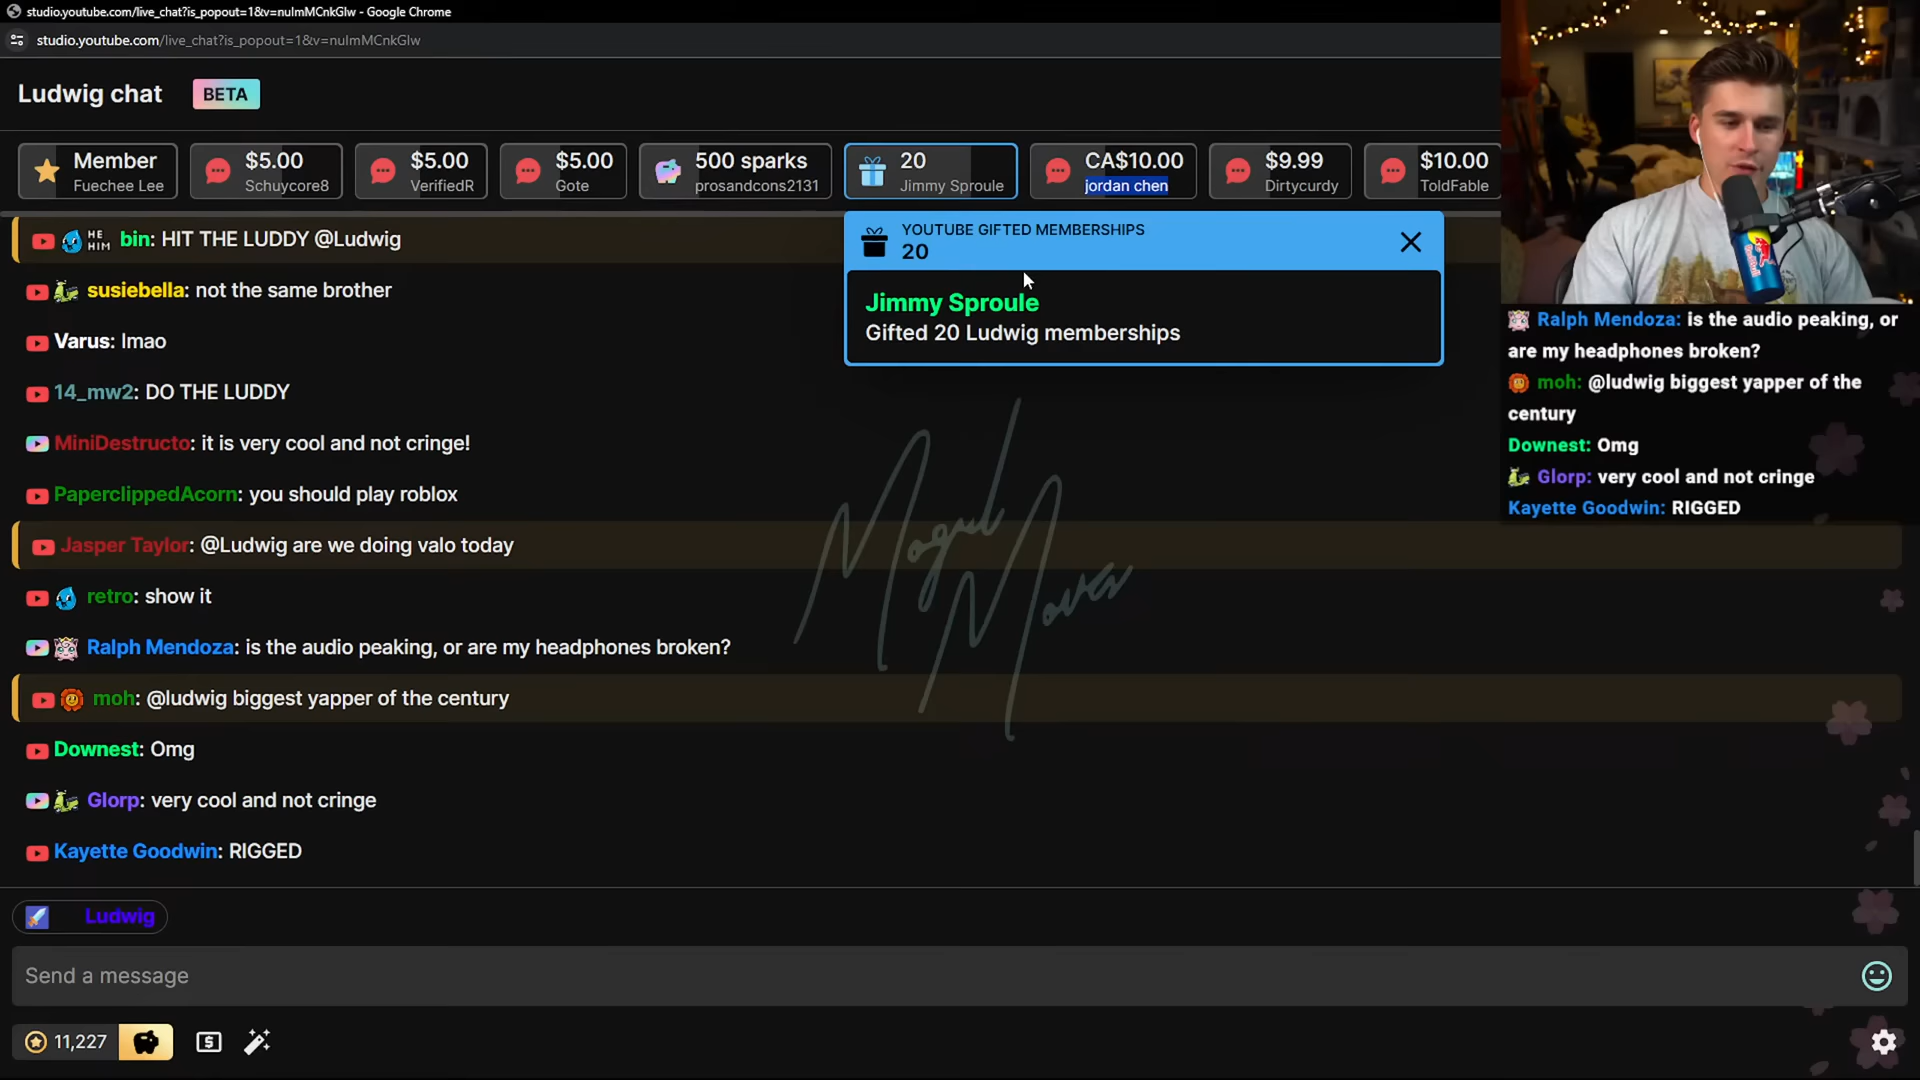 studio.youtube.com/live_chat?is_popout=1&v=nuImMCnkGlw - Google Chrome
studio.youtube.com/live_chat?is_popout=1&v=nuImMCnkGlw
Ludwig chat BETA
Member
Fuechee Lee
$5.00
Schuycore8
$5.00
VerifiedR
$5.00
Gote
500 sparks
prosandcons2131
20
Jimmy Sproule
CA$10.00
jordan chen
$9.99
Dirtycurdy
$10.00
ToldFable
YOUTUBE GIFTED MEMBERSHIPS
20
Jimmy Sproule
Gifted 20 Ludwig memberships
HE HIM bin: HIT THE LUDDY @Ludwig
susiebella: not the same brother
Varus: lmao
14_mw2: DO THE LUDDY
MiniDestructo: it is very cool and not cringe!
PaperclippedAcorn: you should play roblox
Jasper Taylor: @Ludwig are we doing valo today
retro: show it
Ralph Mendoza: is the audio peaking, or are my headphones broken?
moh: @ludwig biggest yapper of the century
Downest: Omg
Glorp: very cool and not cringe
Kayette Goodwin: RIGGED
Mogul
Moves
Ludwig
Send a message
11,227
Ralph Mendoza: is the audio peaking, or
are my headphones broken?
moh: @ludwig biggest yapper of the
century
Downest: Omg
Glorp: very cool and not cringe
Kayette Goodwin: RIGGED